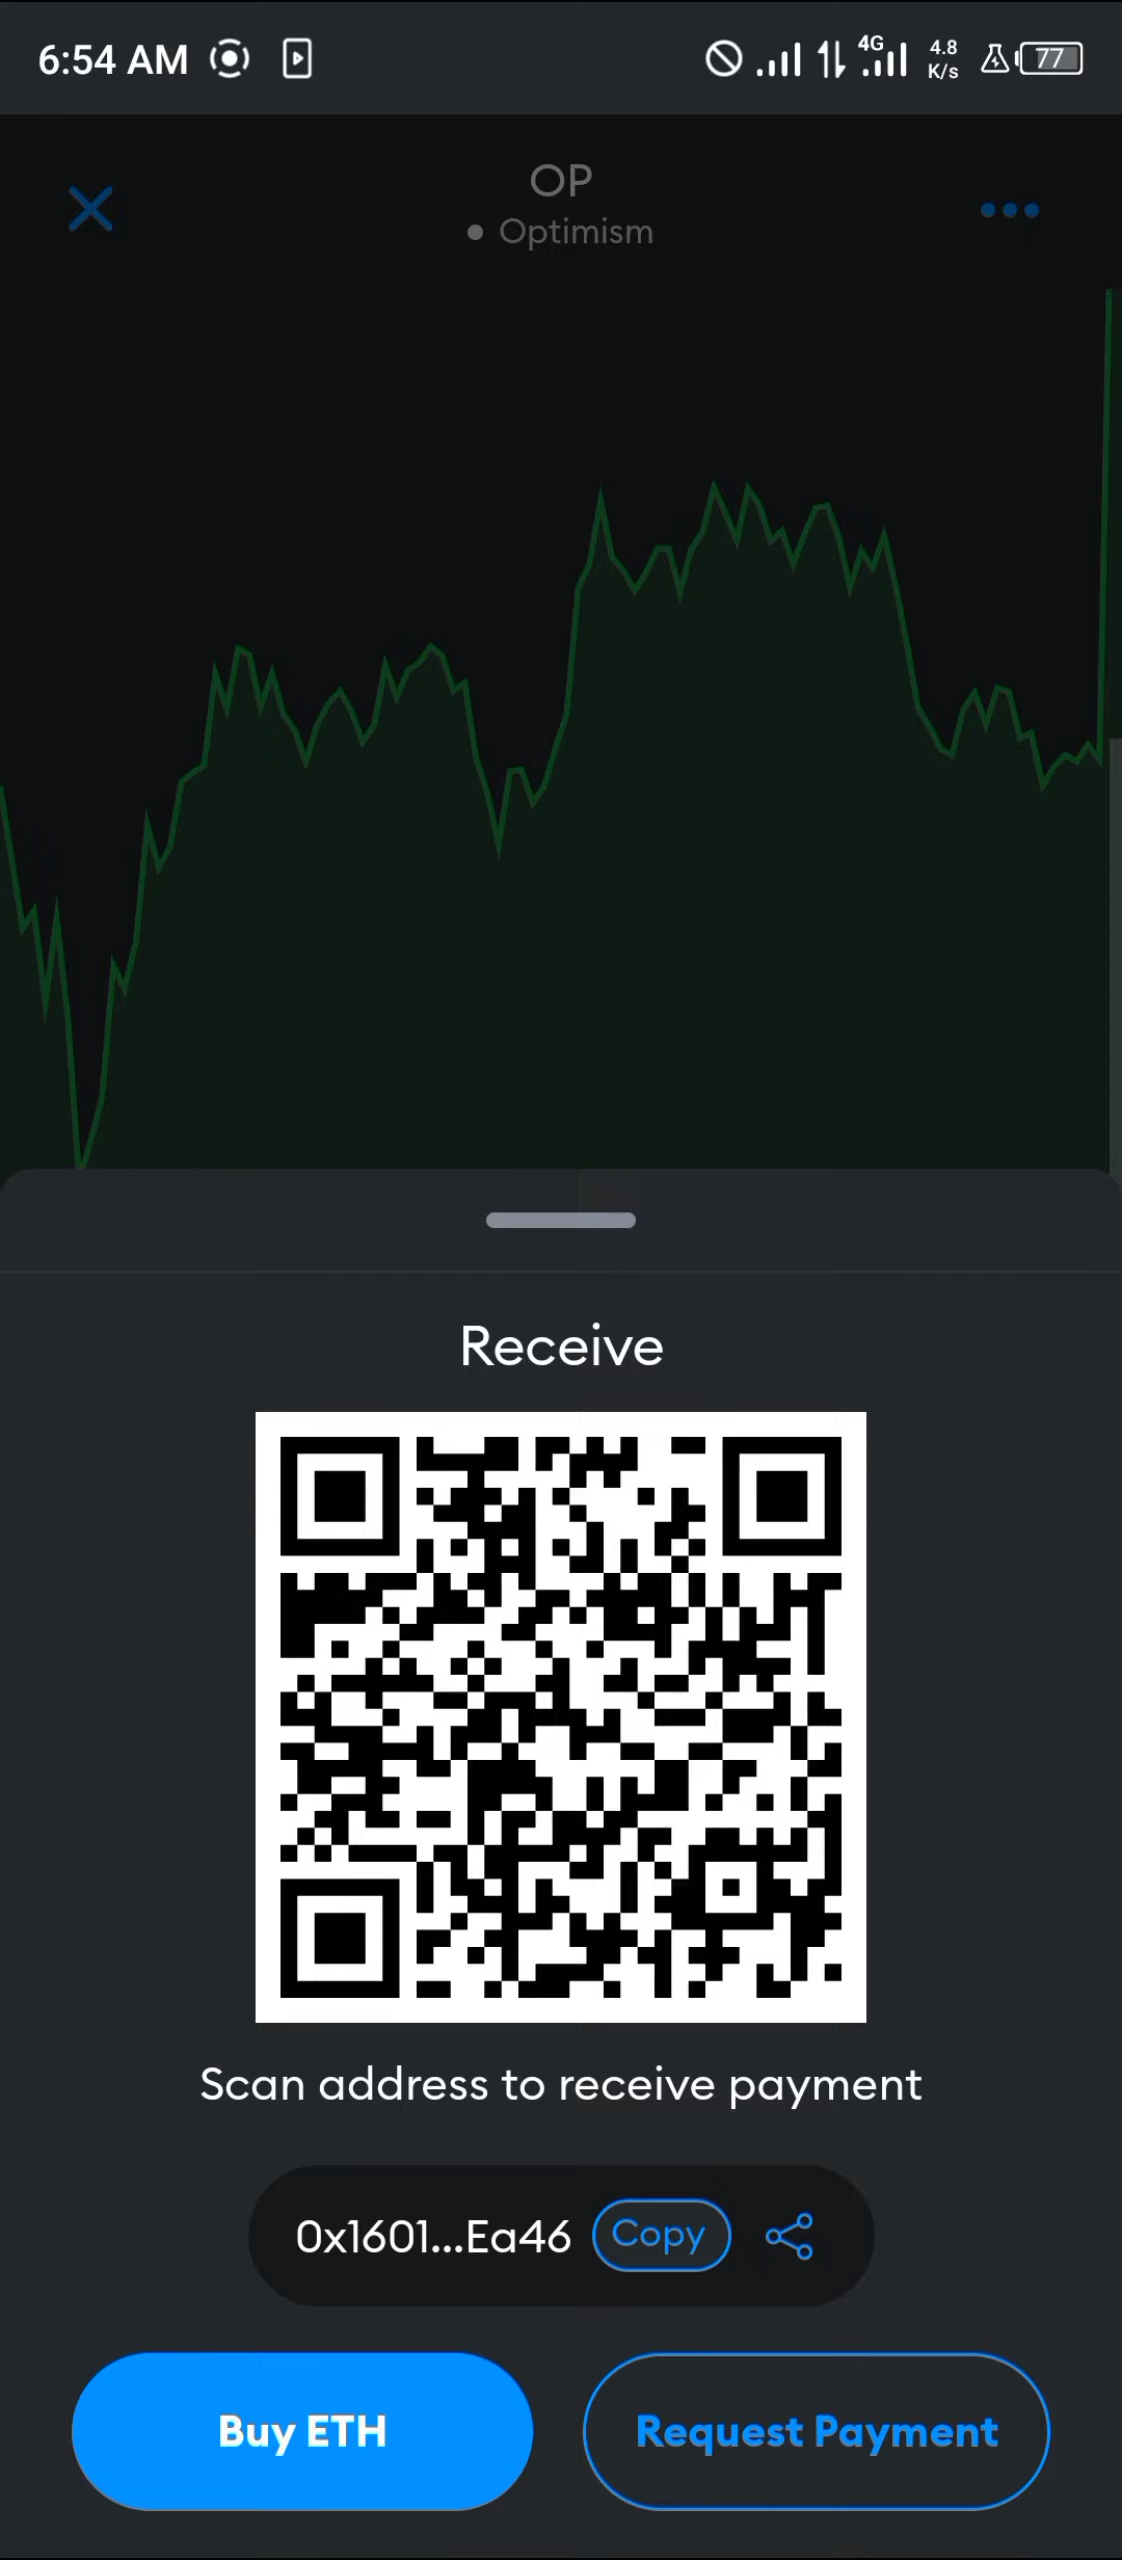 6:54 AM 4G 4.8 K/s 77
OP
Optimism
Receive
Scan address to receive payment
0x1601...Ea46 Copy
Buy ETH Request Payment